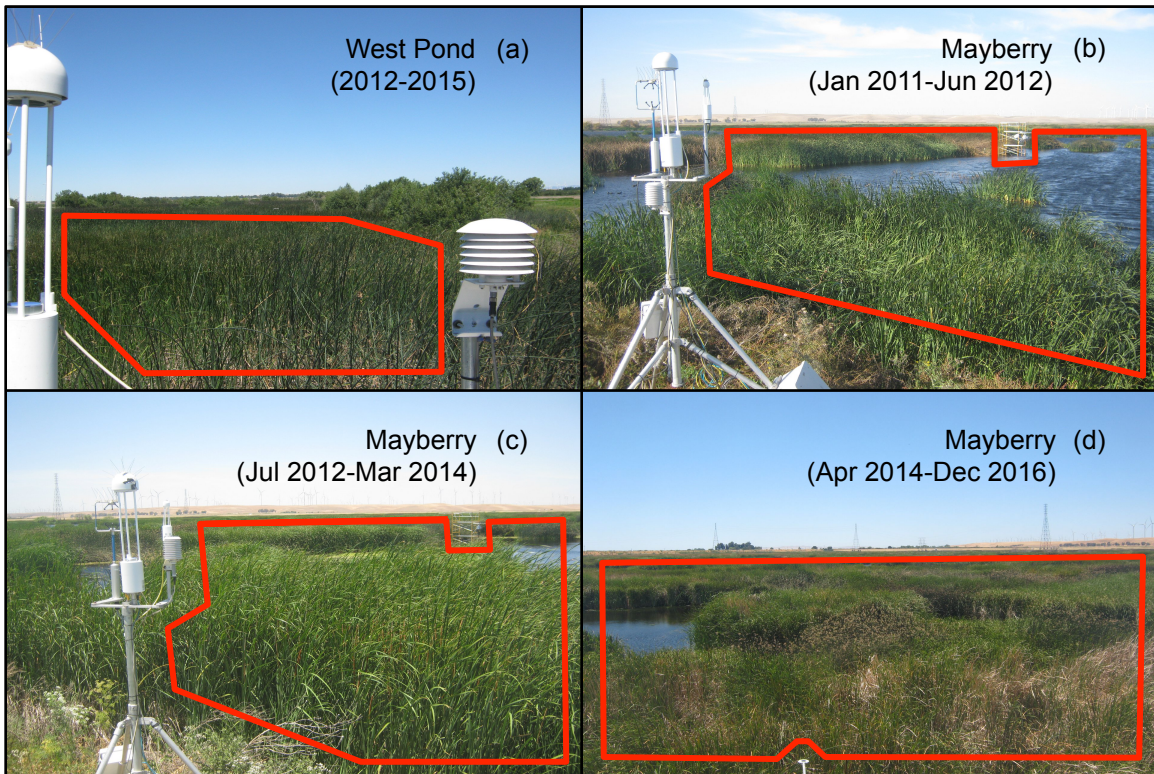 West Pond (a)
(2012-2015)
Mayberry (b)
(Jan 2011-Jun 2012)
Mayberry (c)
(Jul 2012-Mar 2014)
Mayberry (d)
(Apr 2014-Dec 2016)